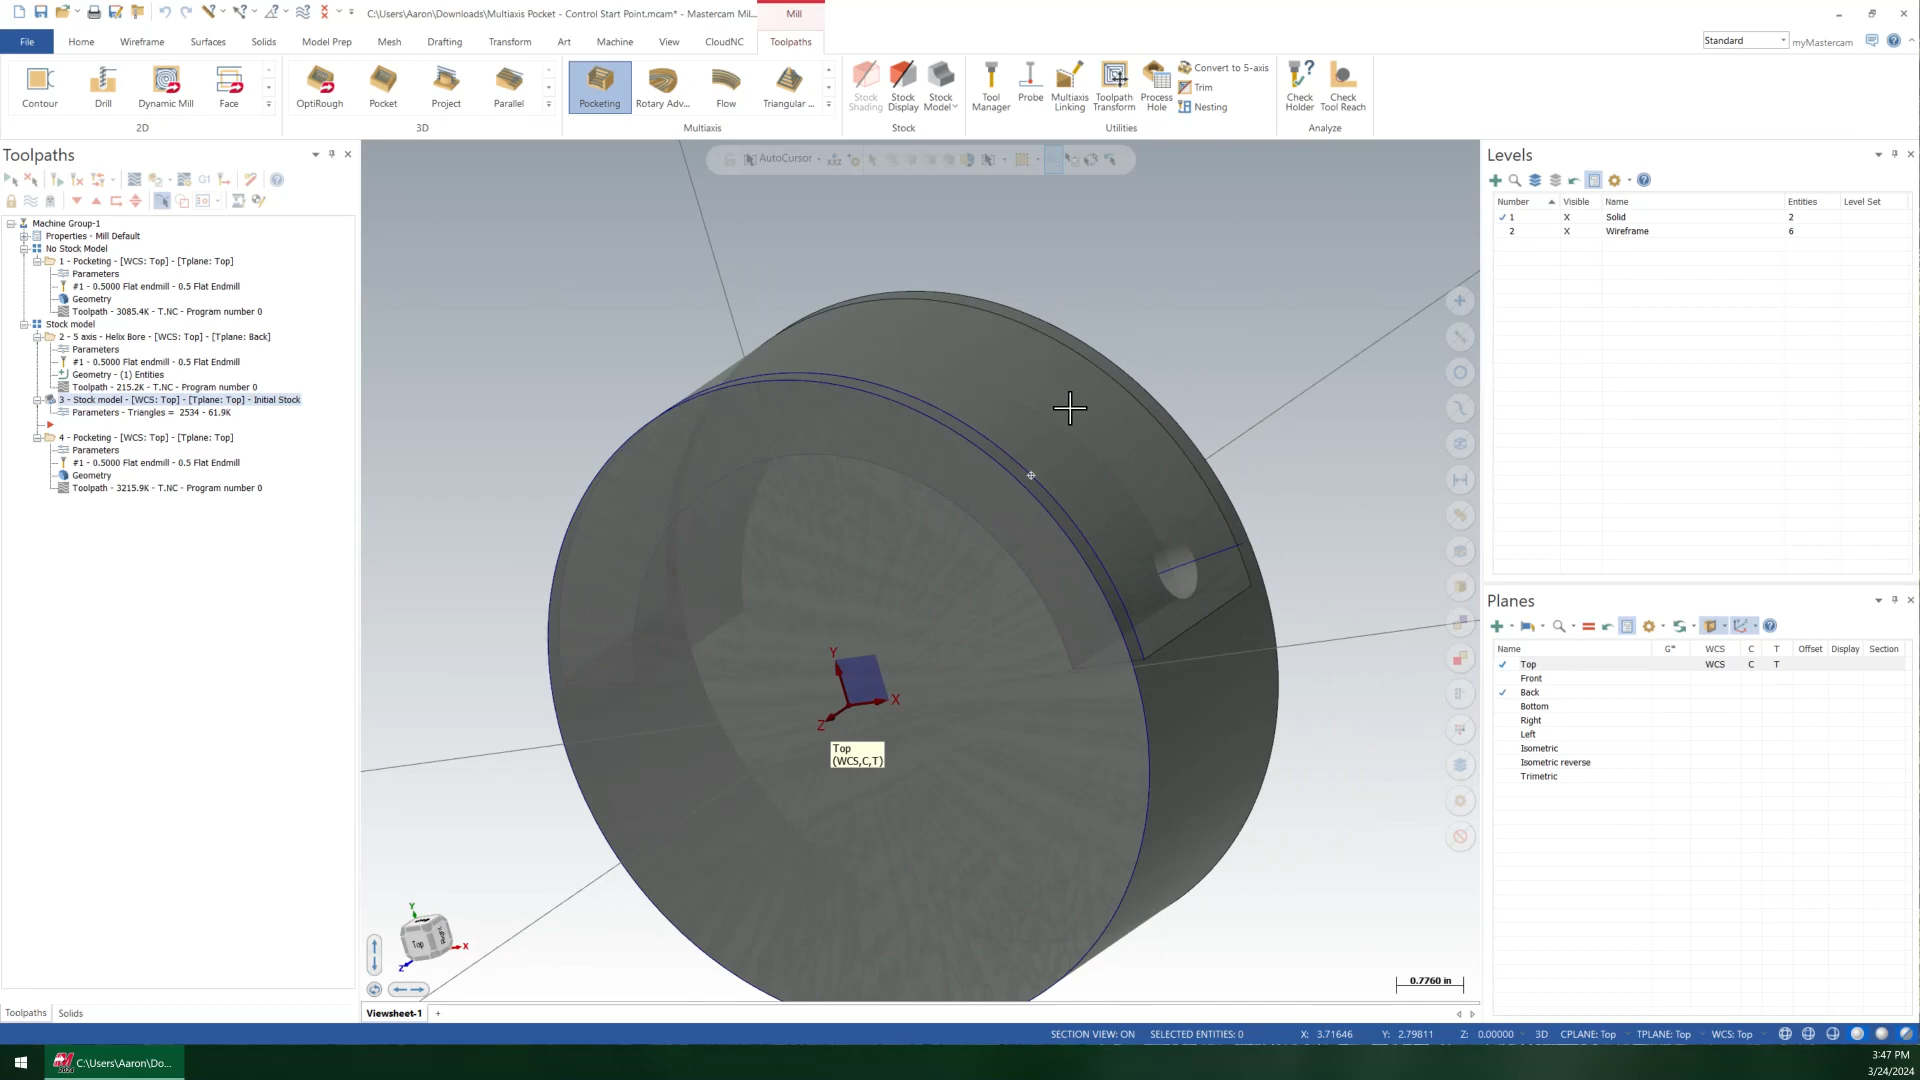 C:\Users\Aaron\Downloads\Multiaxis Pocket - Control Start Point.mcam* - Mastercam Mil...
Mill
File
Home
Wireframe
Surfaces
Solids
Model Prep
Mesh
Drafting
Transform
Art
Machine
View
CloudNC
Toolpaths
Standard
myMastercam
Contour
Drill
Dynamic Mill
Face
OptiRough
Pocket
Project
Parallel
Pocketing
Rotary Adv...
Flow
Triangular ...
Stock Shading
Stock Display
Stock Model
Tool Manager
Probe
Multiaxis Linking
Toolpath Transform
Process Hole
Convert to 5-axis
Trim
Nesting
Check Holder
Check Tool Reach
2D
3D
Multiaxis
Stock
Utilities
Analyze
Toolpaths
G1
Machine Group-1
Properties - Mill Default
No Stock Model
1 - Pocketing - [WCS: Top] - [Tplane: Top]
Parameters
#1 - 0.5000 Flat endmill - 0.5 Flat Endmill
Geometry
Toolpath - 3085.4K - T.NC - Program number 0
Stock model
2 - 5 axis - Helix Bore - [WCS: Top] - [Tplane: Back]
Parameters
#1 - 0.5000 Flat endmill - 0.5 Flat Endmill
Geometry - (1) Entities
Toolpath - 215.2K - T.NC - Program number 0
3 - Stock model - [WCS: Top] - [Tplane: Top] - Initial Stock
Parameters - Triangles = 2534 - 61.9K
4 - Pocketing - [WCS: Top] - [Tplane: Top]
Parameters
#1 - 0.5000 Flat endmill - 0.5 Flat Endmill
Geometry
Toolpath - 3215.9K - T.NC - Program number 0
AutoCursor
Y
X
Z
Top
(WCS,C,T)
Y
Top
X
Z
0.7760 in
Levels
Number Visible Name Entities Level Set
1 X Solid 2
2 X Wireframe 6
Planes
Name G* WCS C T Offset Display Section
Top WCS C T
Front
Back
Bottom
Right
Left
Isometric
Isometric reverse
Trimetric
Toolpaths
Solids
Viewsheet-1
+
SECTION VIEW: ON SELECTED ENTITIES: 0 X: 3.71646 Y: 2.79811 Z: 0.00000 3D CPLANE: Top TPLANE: Top WCS: Top
C:\Users\Aaron\Do...
3:47 PM
3/24/2024